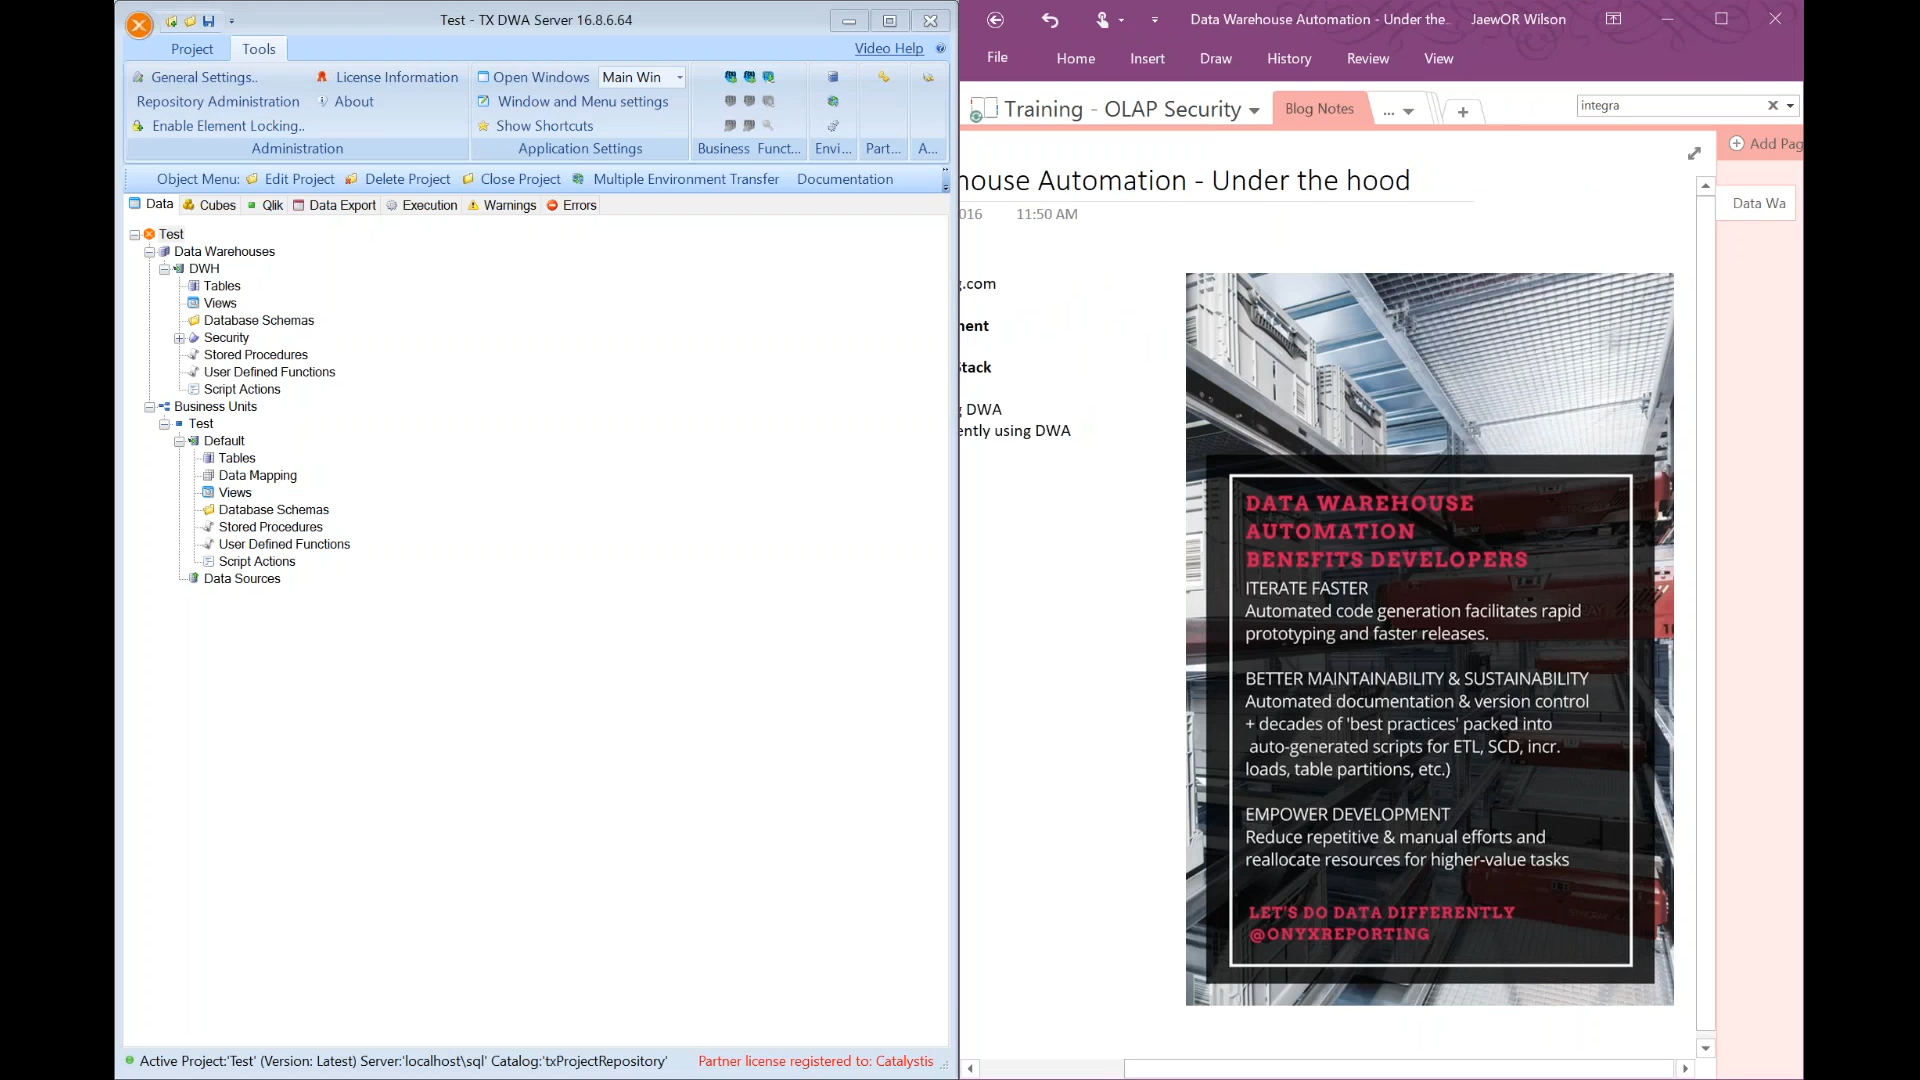 Test - TX DWA Server 16.8.6.64
Project
Tools
Video Help
General Settings..
License Information
Open Windows
Main Win
Repository Administration
About
Window and Menu settings
Enable Element Locking..
Show Shortcuts
Administration
Application Settings
Business Funct...
Envi...
Part...
A...
Object Menu:
Edit Project
Delete Project
Close Project
Multiple Environment Transfer
Documentation
Data
Cubes
Qlik
Data Export
Execution
Warnings
Errors
Test
Data Warehouses
DWH
Tables
Views
Database Schemas
Security
Stored Procedures
User Defined Functions
Script Actions
Business Units
Test
Default
Tables
Data Mapping
Views
Database Schemas
Stored Procedures
User Defined Functions
Script Actions
Data Sources
Active Project:'Test' (Version: Latest) Server:'localhost\sql' Catalog:'txProjectRepository'
Partner license registered to: Catalystis
Data Warehouse Automation - Under the...
JaewOR Wilson
File
Home
Insert
Draw
History
Review
View
Training - OLAP Security
Blog Notes
...
integra
Add Pag
Data Wa
house Automation - Under the hood
016
11:50 AM
g.com
nent
Stack
g DWA
ently using DWA
DATA WAREHOUSE
AUTOMATION
BENEFITS DEVELOPERS
ITERATE FASTER
Automated code generation facilitates rapid
prototyping and faster releases.
BETTER MAINTAINABILITY & SUSTAINABILITY
Automated documentation & version control
+ decades of 'best practices' packed into
auto-generated scripts for ETL, SCD, incr.
loads, table partitions, etc.)
EMPOWER DEVELOPMENT
Reduce repetitive & manual efforts and
reallocate resources for higher-value tasks
LET'S DO DATA DIFFERENTLY
@ONYXREPORTING